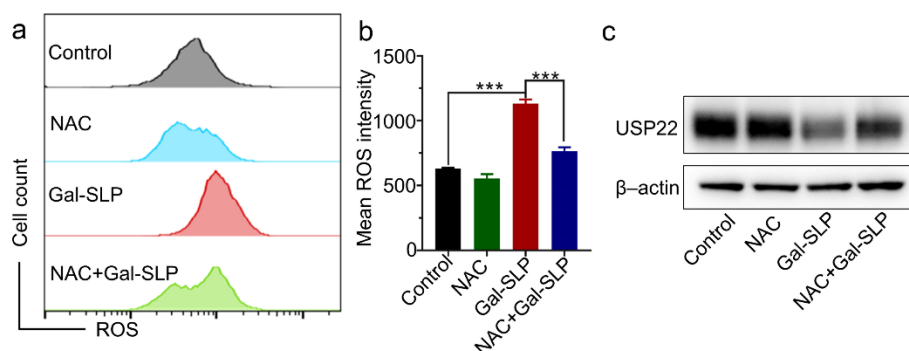 a
Control
NAC
Gal-SLP
NAC+Gal-SLP
Cell count
ROS
b
Mean ROS intensity
1500
1000
500
0
***
***
Control
NAC
Gal-SLP
NAC+Gal-SLP
c
USP22
β–actin
Control
NAC
Gal-SLP
NAC+Gal-SLP